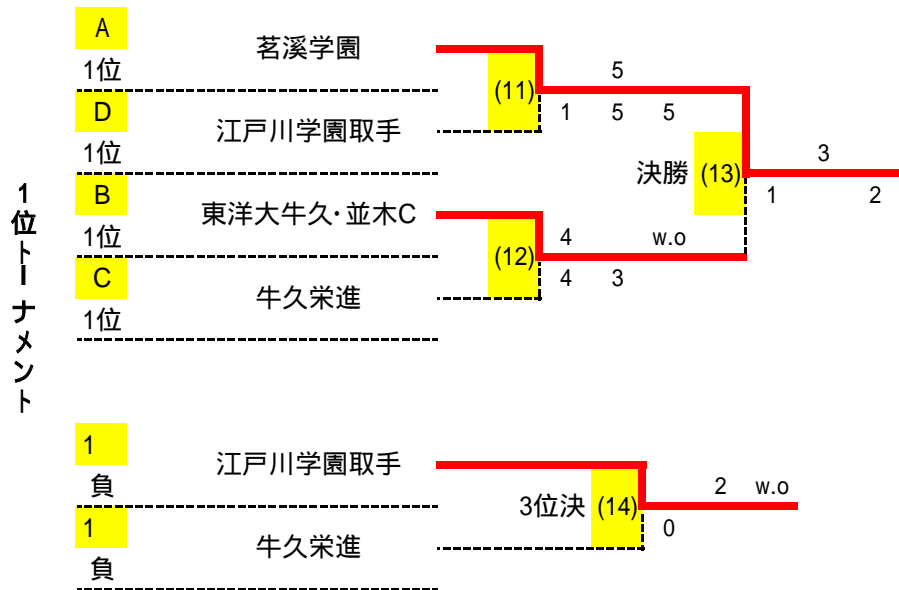 1位トーナメント
A
1位
茗溪学園
D
1位
江戸川学園取手
(11)
5
1 5 5
B
1位
東洋大牛久・並木C
C
1位
牛久栄進
(12)
4 w.o
4 3
決勝 (13)
3
1 2
1
負
江戸川学園取手
1
負
牛久栄進
3位決 (14)
2 w.o
0